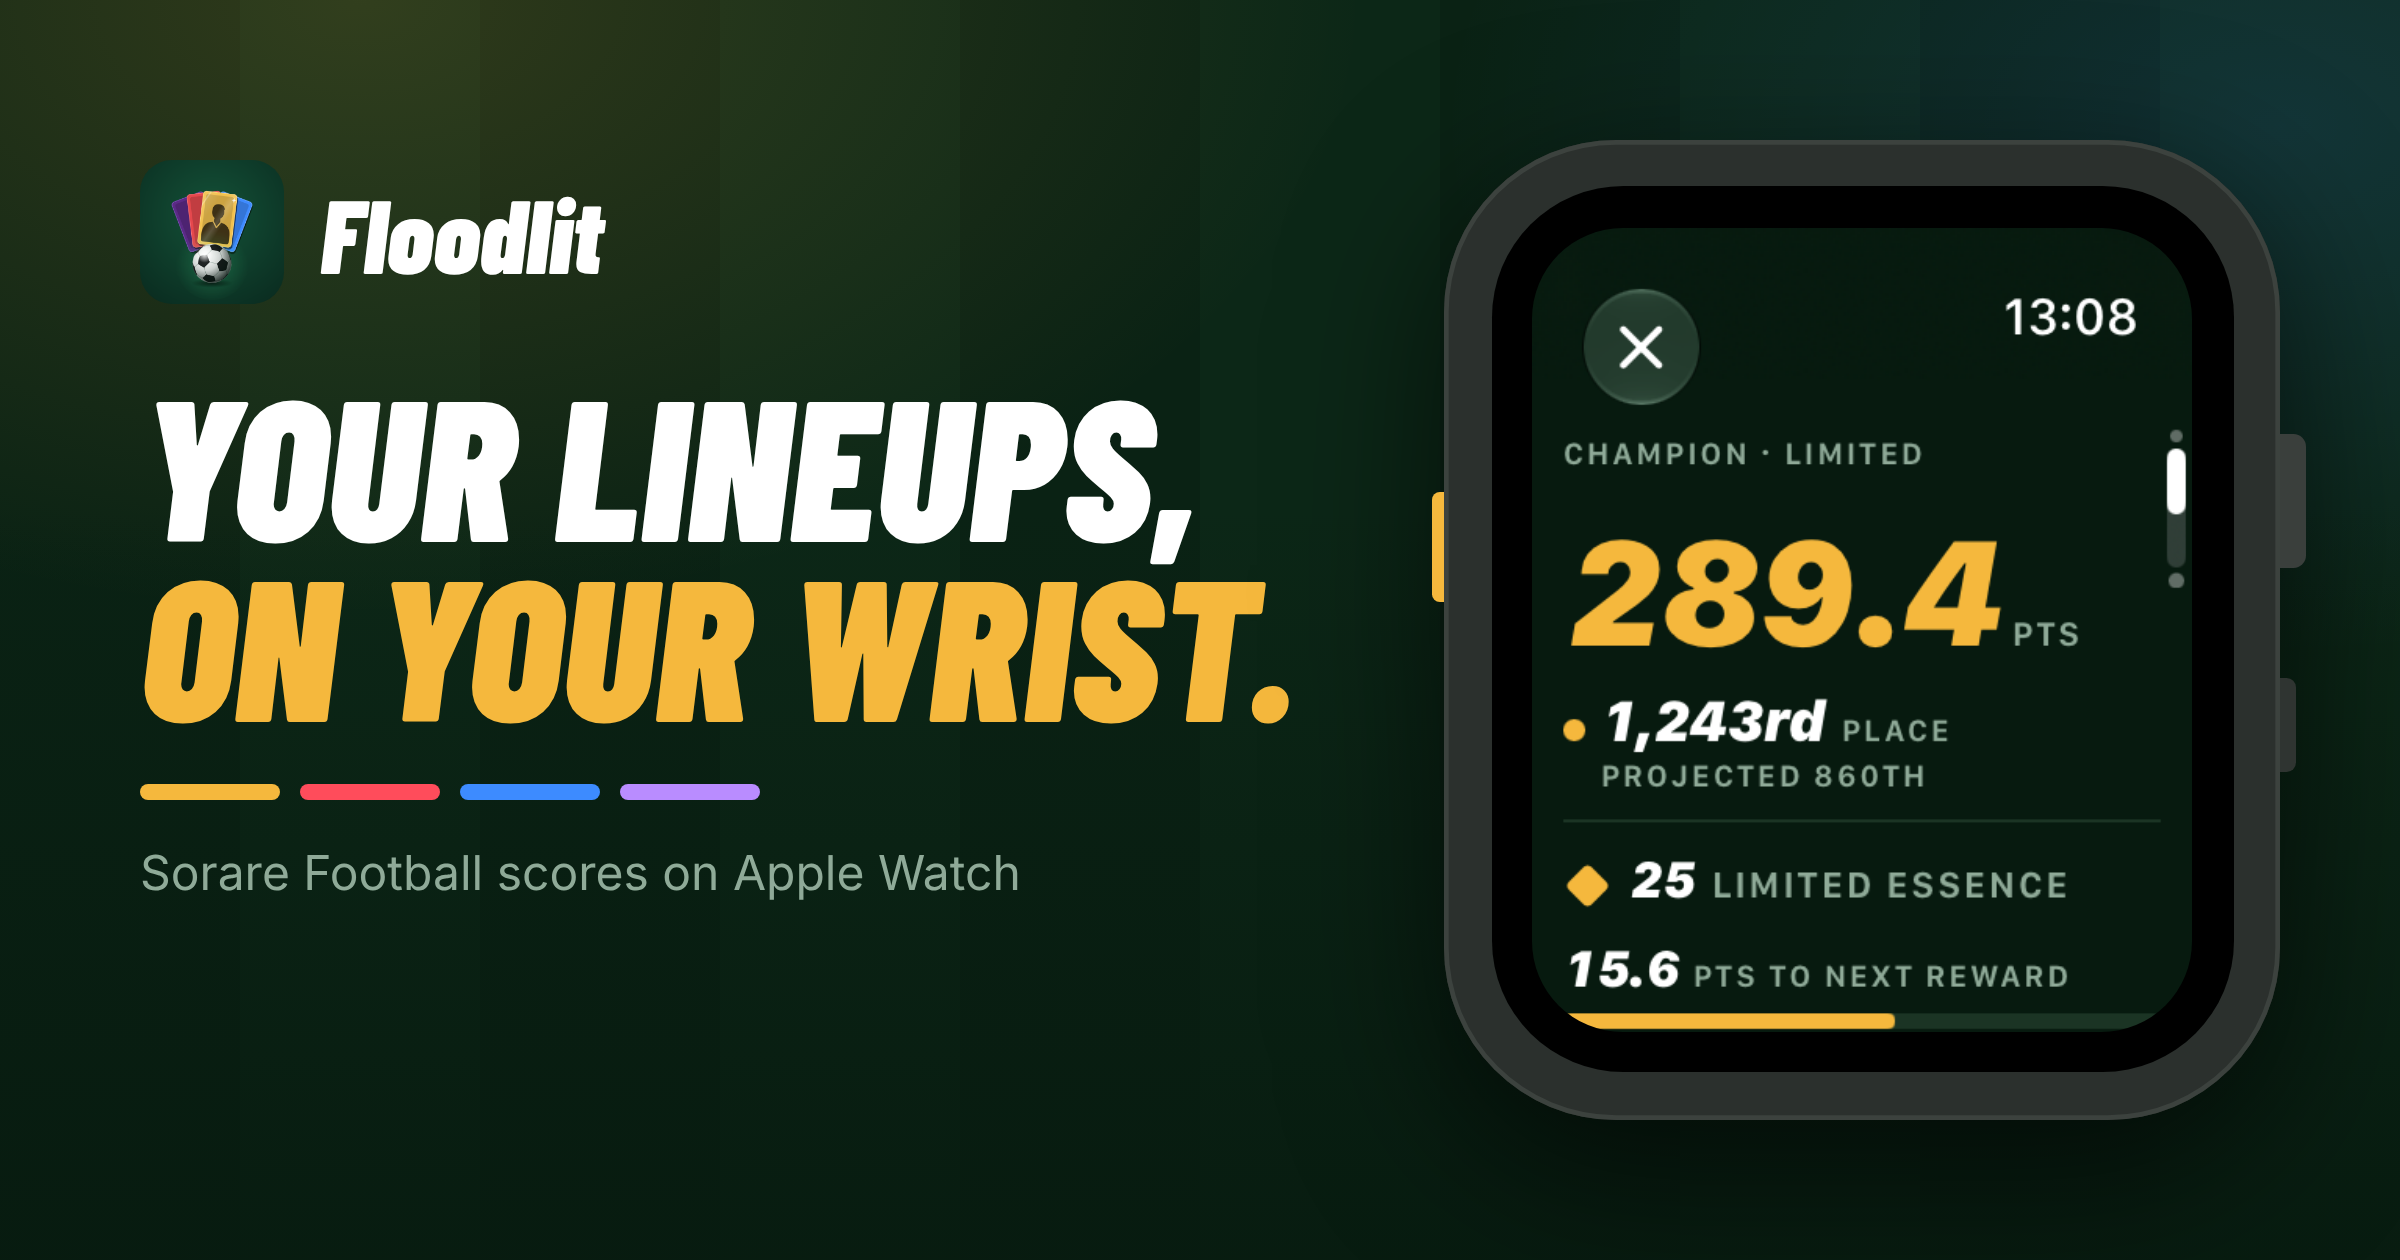 Floodlit
YOUR LINEUPS,
ON YOUR WRIST.
Sorare Football scores on Apple Watch
13:08
CHAMPION · LIMITED
289.4 PTS
1,243rd PLACE
PROJECTED 860TH
25 LIMITED ESSENCE
15.6 PTS TO NEXT REWARD